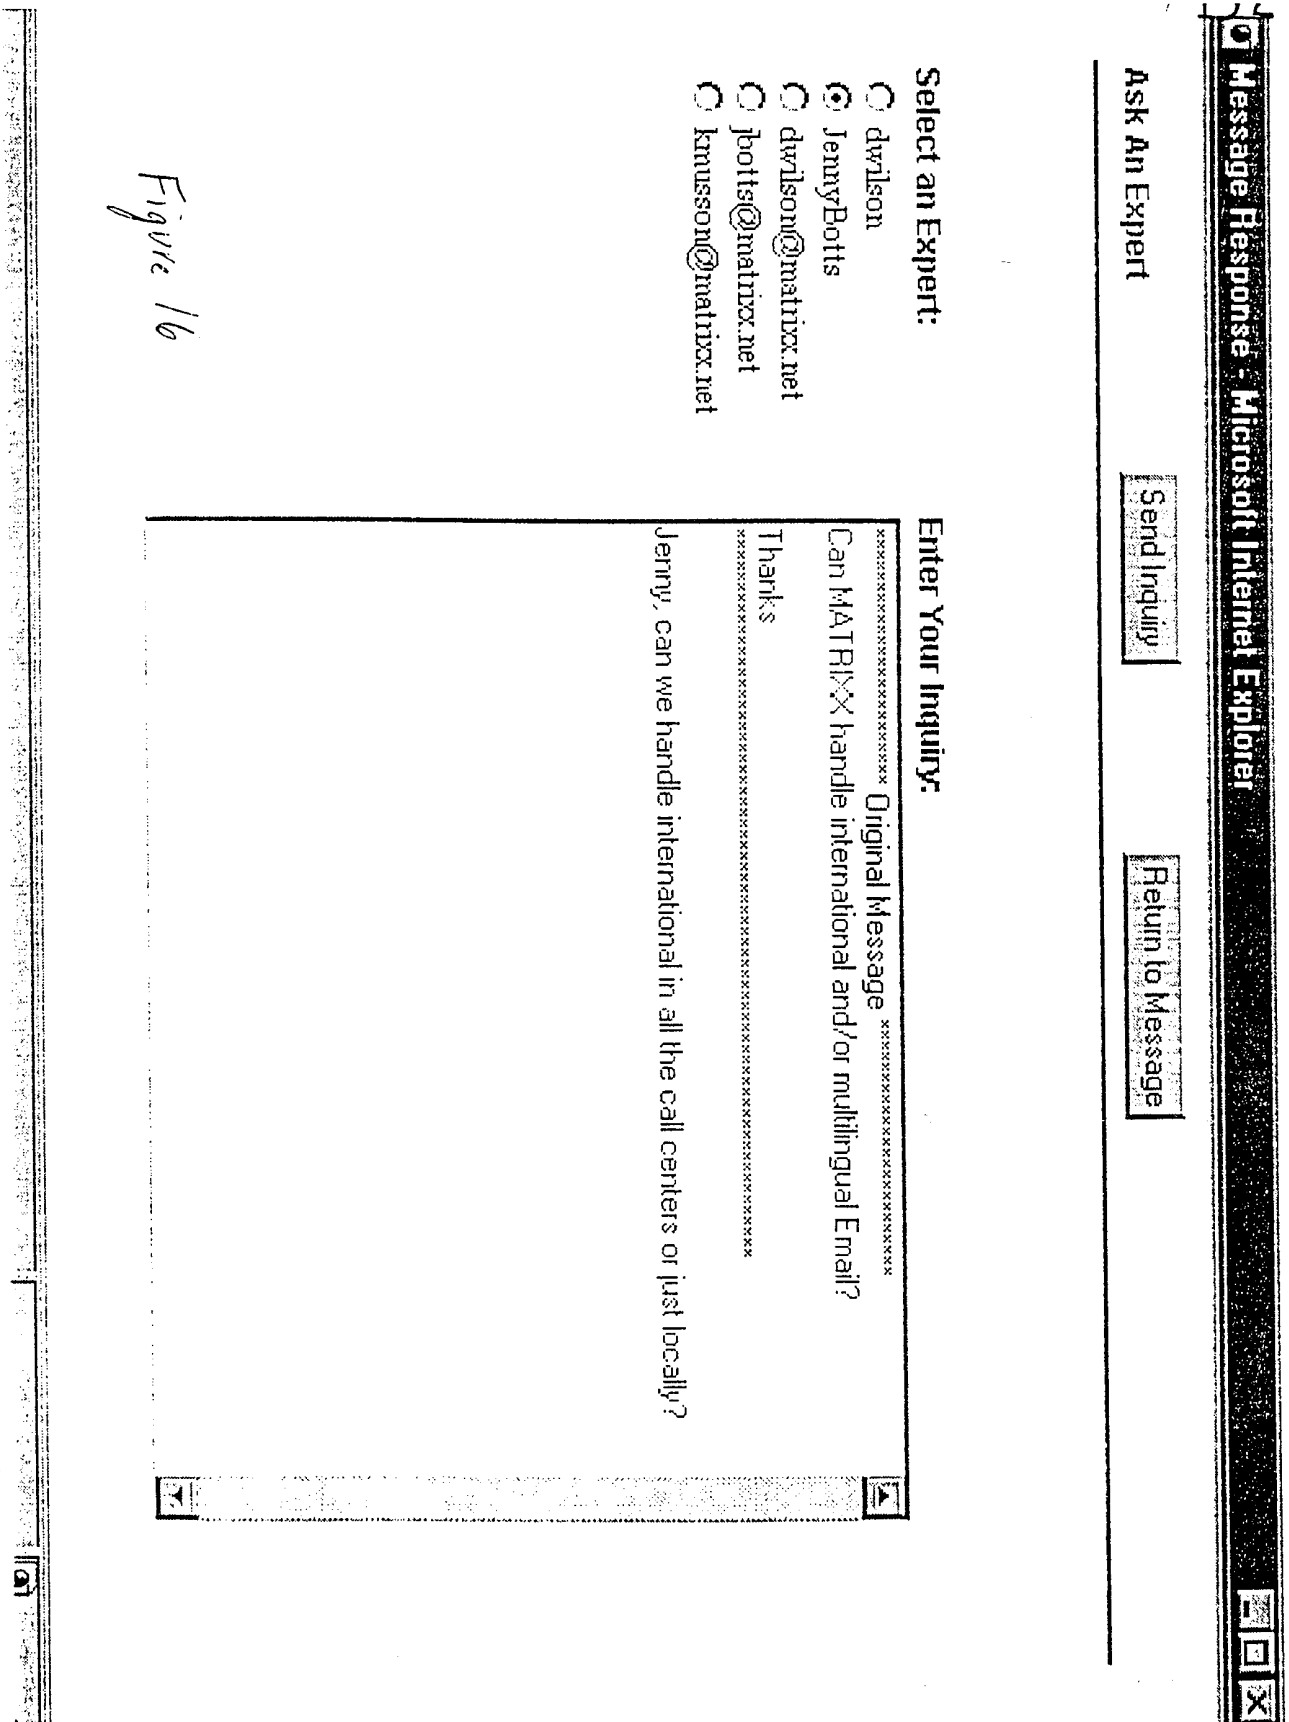 Message Response - Microsoft Internet Explorer
Ask An Expert
Send Inquiry
Return to Message
Select an Expert:
dwilson
JennyBotts
dwilson@matrixx.net
jbotts@matrixx.net
kmusson@matrixx.net
Enter Your Inquiry:
Original Message
Can MATRIXX handle international and/or multilingual Email?
Thanks
Jenny, can we handle international in all the call centers or just locally?
Figure 16